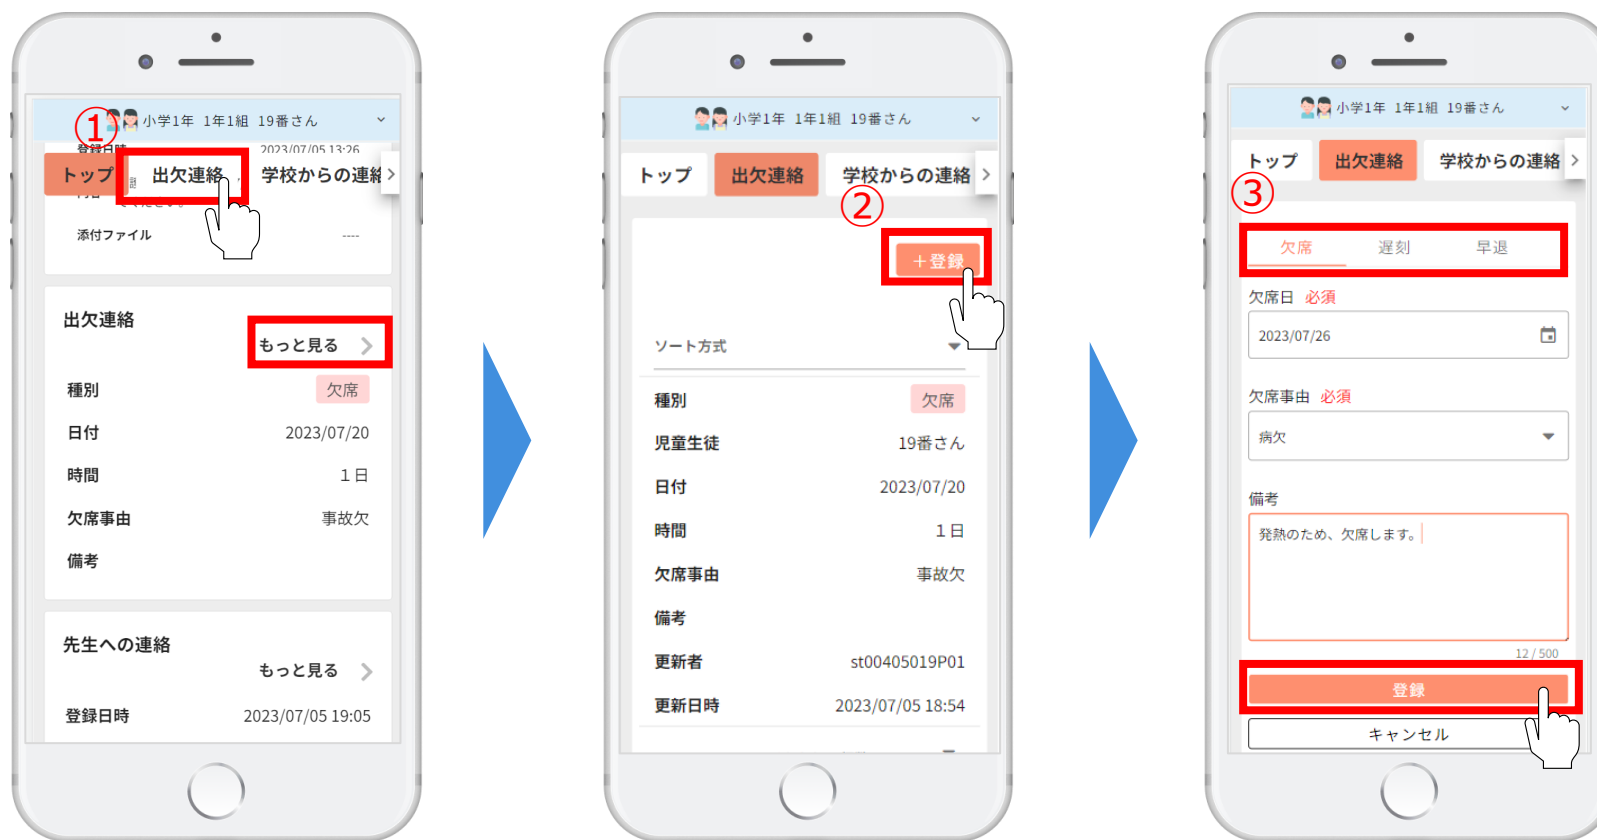 ①
小学1年 1年1組 19番さん
登録日時 2023/07/05 13:26
トップ 出欠連絡 学校からの連絡
添付ファイル ----
出欠連絡
もっと見る
種別 欠席
日付 2023/07/20
時間 1日
欠席事由 事故欠
備考
先生への連絡
もっと見る
登録日時 2023/07/05 19:05
小学1年 1年1組 19番さん
トップ 出欠連絡 学校からの連絡
②
+登録
ソート方式
種別 欠席
児童生徒 19番さん
日付 2023/07/20
時間 1日
欠席事由 事故欠
備考
更新者 st00405019P01
更新日時 2023/07/05 18:54
小学1年 1年1組 19番さん
トップ 出欠連絡 学校からの連絡
③
欠席 遅刻 早退
欠席日 必須
2023/07/26
欠席事由 必須
病欠
備考
発熱のため、欠席します。
12 / 500
登録
キャンセル